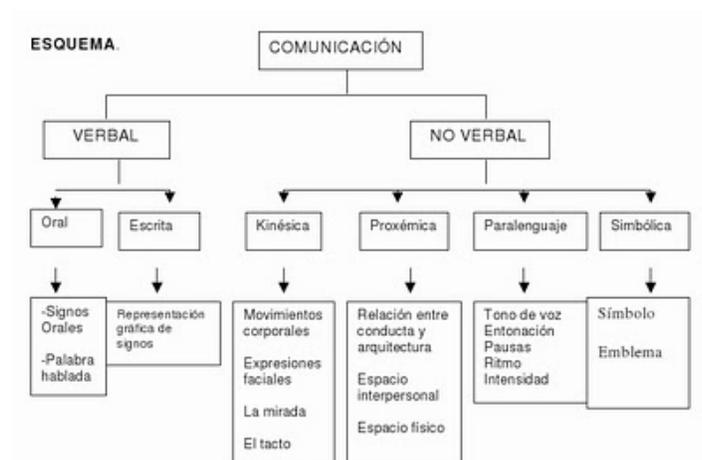 ESQUEMA.
COMUNICACIÓN
VERBAL
NO VERBAL
Oral
Escrita
Kinésica
Proxémica
Paralenguaje
Simbólica
-Signos
Orales
-Palabra
hablada
Representación
gráfica de
signos
Movimientos
corporales
Expresiones
faciales
La mirada
El tacto
Relación entre
conducta y
arquitectura
Espacio
interpersonal
Espacio físico
Tono de voz
Entonación
Pausas
Ritmo
Intensidad
Símbolo
Emblema